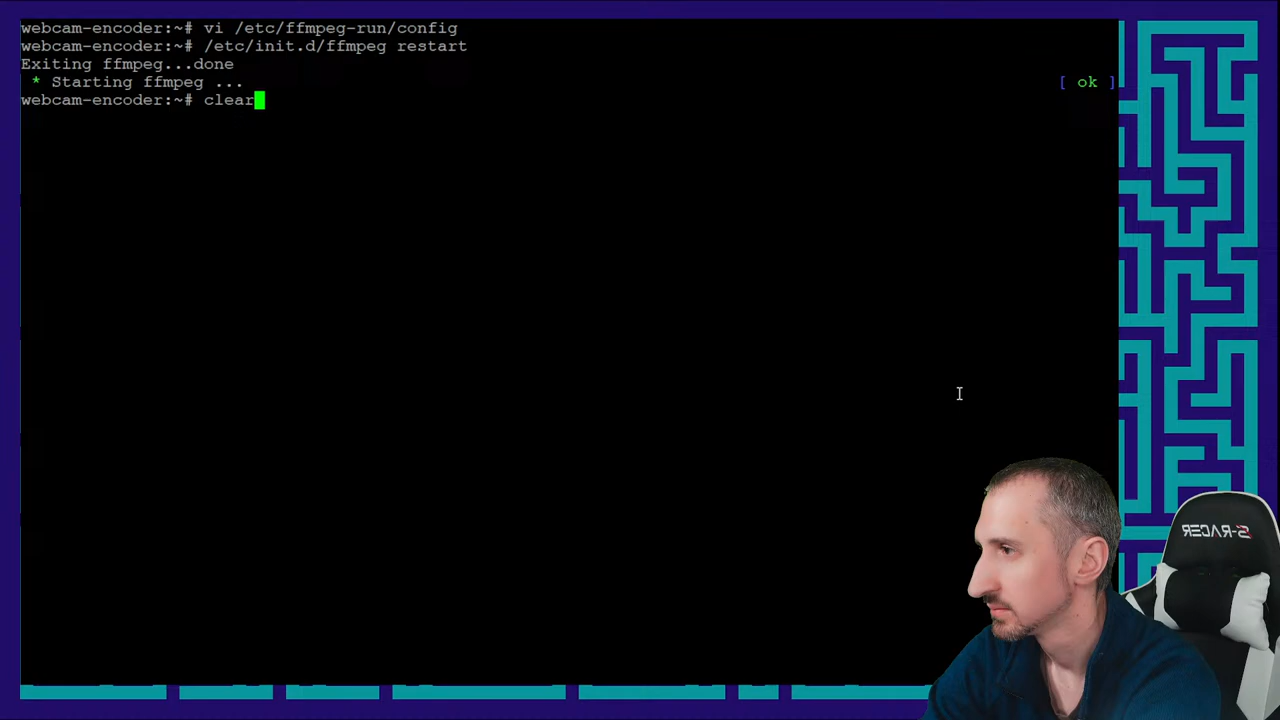 webcam-encoder:~# vi /etc/ffmpeg-run/config
webcam-encoder:~# /etc/init.d/ffmpeg restart
Exiting ffmpeg...done
* Starting ffmpeg ... [ ok ]
webcam-encoder:~# clear
S-RACER